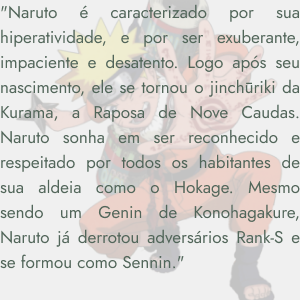 "Naruto é caracterizado por sua
hiperatividade, e por ser exuberante,
impaciente e desatento. Logo após seu
nascimento, ele se tornou o jinchūriki da
Kurama, a Raposa de Nove Caudas.
Naruto sonha em ser reconhecido e
respeitado por todos os habitantes de
sua aldeia como o Hokage. Mesmo
sendo um Genin de Konohagakure,
Naruto já derrotou adversários Rank-S e
se formou como Sennin."